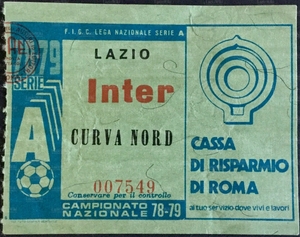 F.I.G.C. LEGA NAZIONALE SERIE A
78/79
SERIE
A
LAZIO
Inter
CURVA NORD
007549
Conservare per il controllo
CAMPIONATO
NAZIONALE 78-79
CASSA
DI RISPARMIO
DI ROMA
al tuo servizio dove vivi e lavori